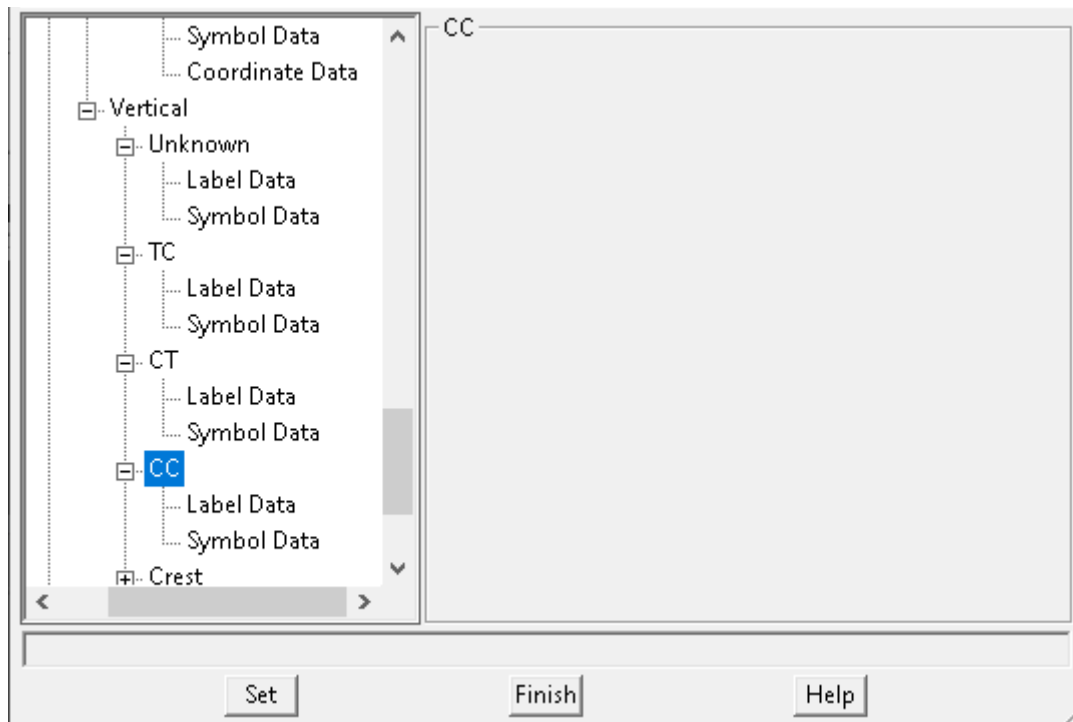 Symbol Data
Coordinate Data
Vertical
Unknown
Label Data
Symbol Data
TC
Label Data
Symbol Data
CT
Label Data
Symbol Data
CC
Label Data
Symbol Data
Crest
CC
Set Finish Help